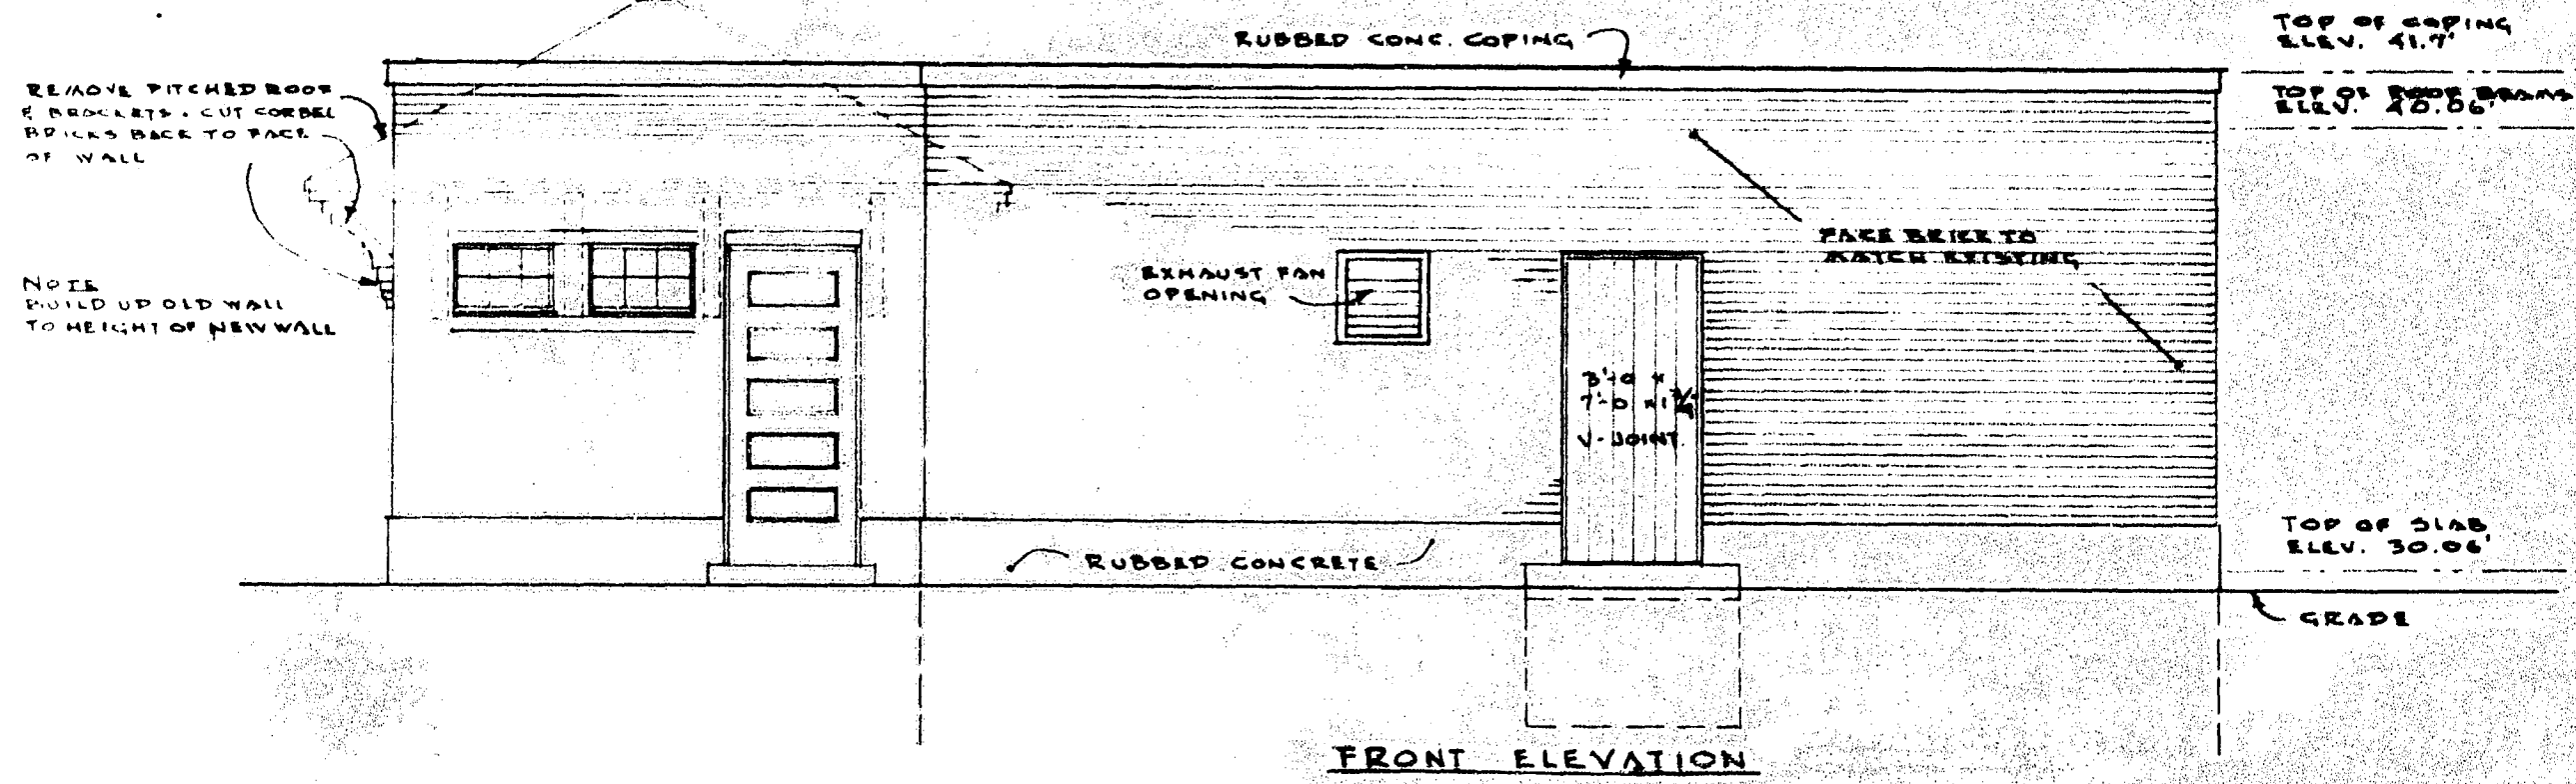 RUBBED CONC. COPING
TOP OF COPING
ELEV. 41.7'
TOP OF ROOF BEAMS
ELEV. 40.06'
REMOVE PITCHED ROOF
& BRACKETS. CUT CORBEL
BRICKS BACK TO FACE
OF WALL
NOTE
BUILD UP OLD WALL
TO HEIGHT OF NEW WALL
EXHAUST FAN
OPENING
FACE BRICK TO
MATCH EXISTING
3'-0 x
7'-0 x 1 3/4"
V-JOINT.
RUBBED CONCRETE
TOP OF SLAB
ELEV. 30.06'
GRADE
FRONT ELEVATION